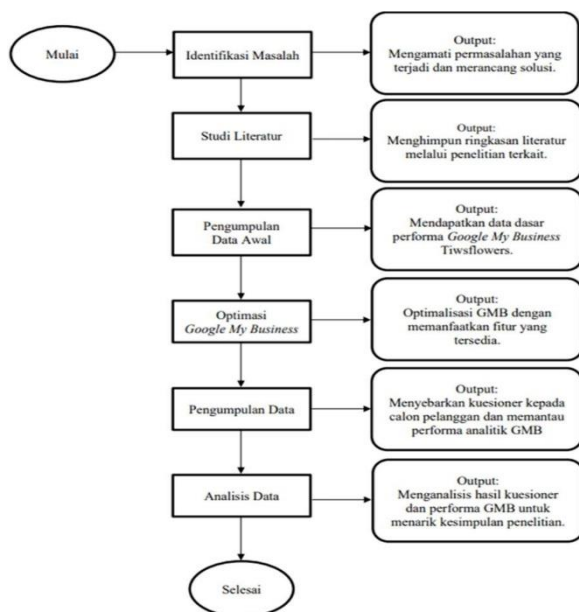 Mulai
Identifikasi Masalah
Output:
Mengamati permasalahan yang
terjadi dan merancang solusi.
Studi Literatur
Output:
Menghimpun ringkasan literatur
melalui penelitian terkait.
Pengumpulan
Data Awal
Output:
Mendapatkan data dasar
performa Google My Business
Tiwsflowers.
Optimasi
Google My Business
Output:
Optimalisasi GMB dengan
memanfaatkan fitur yang
tersedia.
Pengumpulan Data
Output:
Menyebarkan kuesioner kepada
calon pelanggan dan memantau
performa analitik GMB
Analisis Data
Output:
Menganalisis hasil kuesioner
dan performa GMB untuk
menarik kesimpulan penelitian.
Selesai